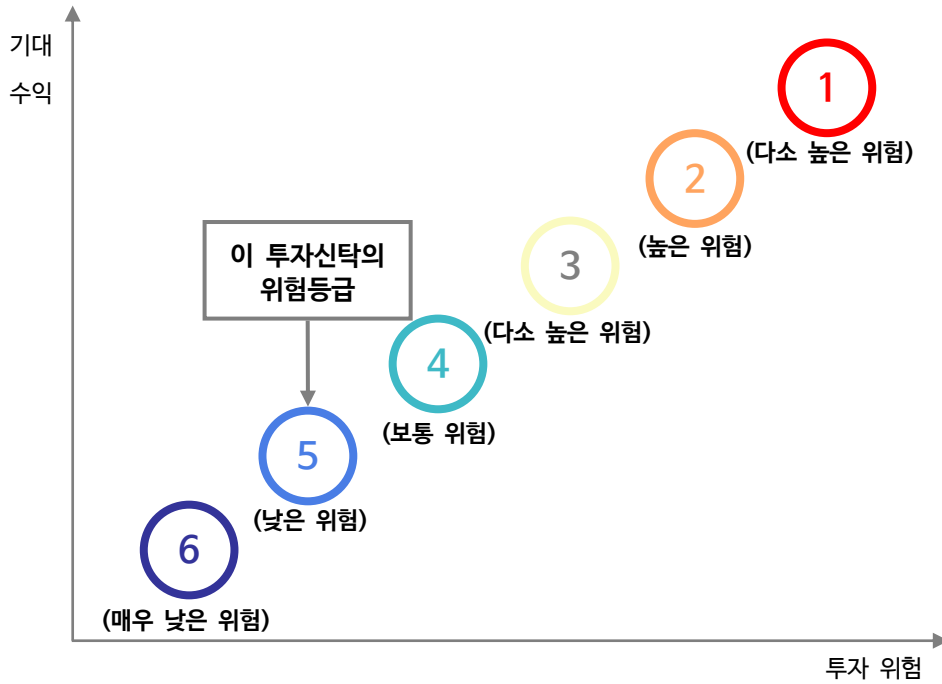 기대
수익
1
(다소 높은 위험)
2
(높은 위험)
이 투자신탁의
위험등급
3
(다소 높은 위험)
4
(보통 위험)
5
(낮은 위험)
6
(매우 낮은 위험)
투자 위험